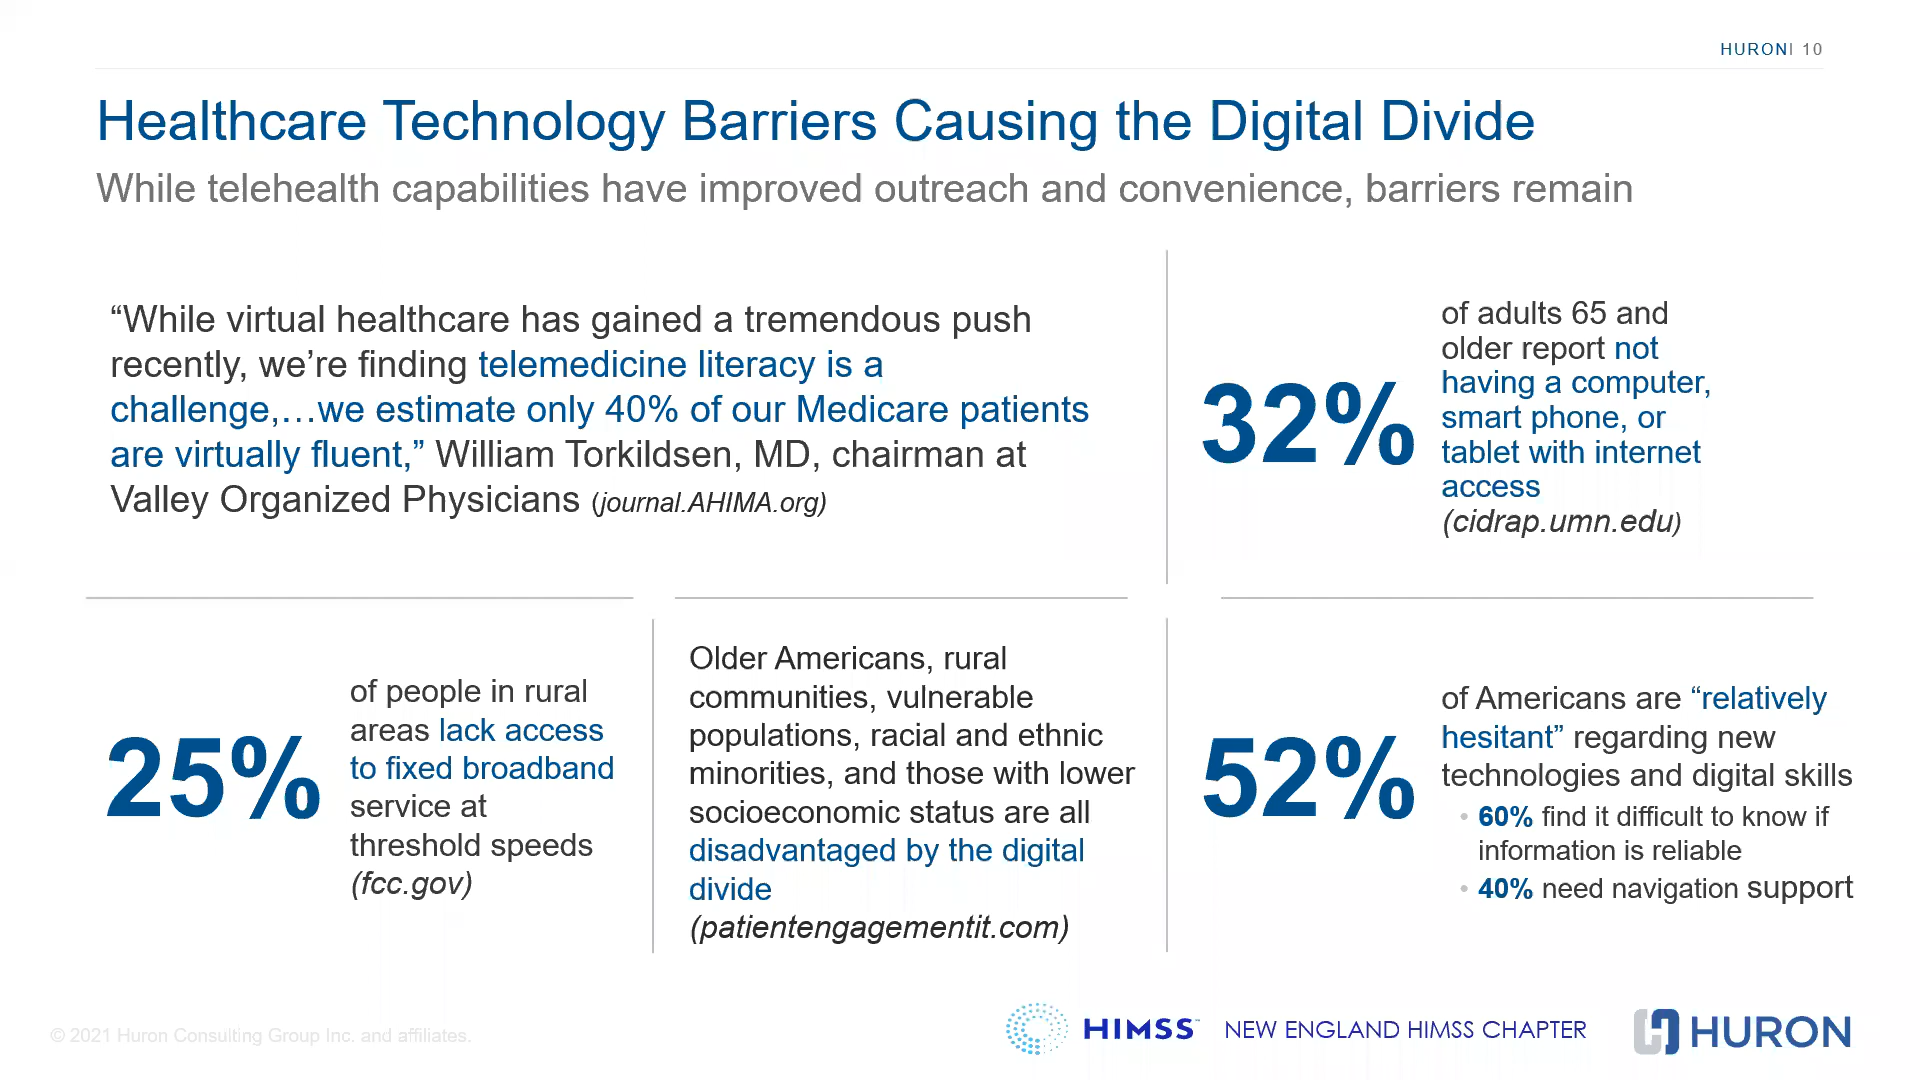 HURON| 10
Healthcare Technology Barriers Causing the Digital Divide
While telehealth capabilities have improved outreach and convenience, barriers remain
“While virtual healthcare has gained a tremendous push
recently, we’re finding telemedicine literacy is a
challenge,…we estimate only 40% of our Medicare patients
are virtually fluent,” William Torkildsen, MD, chairman at
Valley Organized Physicians (journal.AHIMA.org)
32%
of adults 65 and
older report not
having a computer,
smart phone, or
tablet with internet
access
(cidrap.umn.edu)
25%
of people in rural
areas lack access
to fixed broadband
service at
threshold speeds
(fcc.gov)
Older Americans, rural
communities, vulnerable
populations, racial and ethnic
minorities, and those with lower
socioeconomic status are all
disadvantaged by the digital
divide
(patientengagementit.com)
52%
of Americans are “relatively
hesitant” regarding new
technologies and digital skills
• 60% find it difficult to know if
information is reliable
• 40% need navigation support
© 2021 Huron Consulting Group Inc. and affiliates.
HIMSS™ NEW ENGLAND HIMSS CHAPTER
HURON